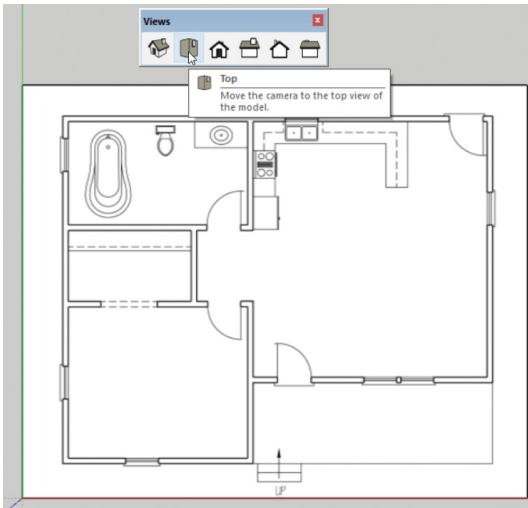 Views
Top
Move the camera to the top view of
the model.
UP